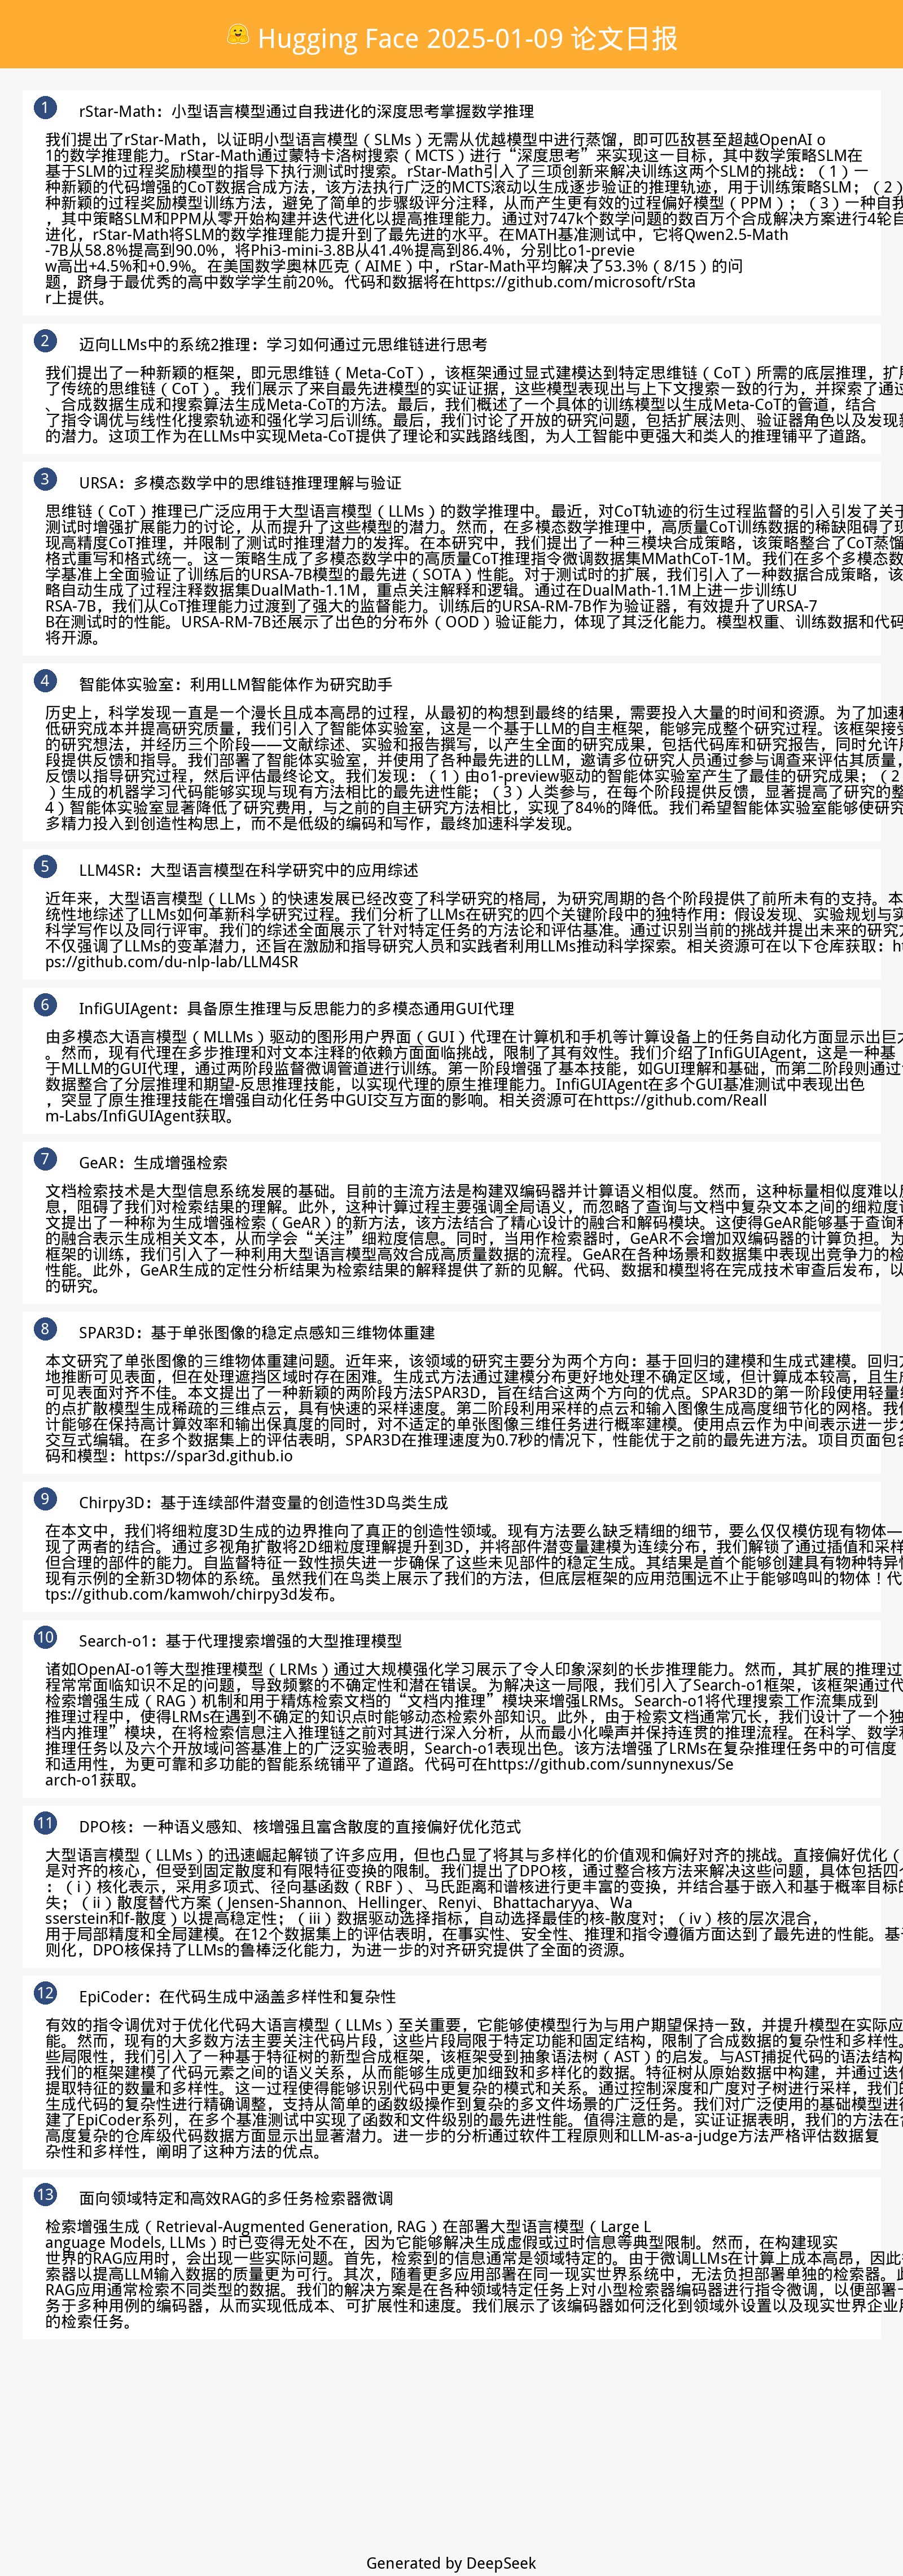 Hugging Face 2025-01-09 论文日报
1
rStar-Math：小型语言模型通过自我进化的深度思考掌握数学推理
我们提出了rStar-Math，以证明小型语言模型（SLMs）无需从优越模型中进行蒸馏，即可匹敌甚至超越OpenAI o
1的数学推理能力。rStar-Math通过蒙特卡洛树搜索（MCTS）进行“深度思考”来实现这一目标，其中数学策略SLM在
基于SLM的过程奖励模型的指导下执行测试时搜索。rStar-Math引入了三项创新来解决训练这两个SLM的挑战：（1）一
种新颖的代码增强的CoT数据合成方法，该方法执行广泛的MCTS滚动以生成逐步验证的推理轨迹，用于训练策略SLM；（2）
种新颖的过程奖励模型训练方法，避免了简单的步骤级评分注释，从而产生更有效的过程偏好模型（PPM）；（3）一种自我
，其中策略SLM和PPM从零开始构建并迭代进化以提高推理能力。通过对747k个数学问题的数百万个合成解决方案进行4轮自
进化，rStar-Math将SLM的数学推理能力提升到了最先进的水平。在MATH基准测试中，它将Qwen2.5-Math
-7B从58.8%提高到90.0%，将Phi3-mini-3.8B从41.4%提高到86.4%，分别比o1-previe
w高出+4.5%和+0.9%。在美国数学奥林匹克（AIME）中，rStar-Math平均解决了53.3%（8/15）的问
题，跻身于最优秀的高中数学学生前20%。代码和数据将在https://github.com/microsoft/rSta
r上提供。
2
迈向LLMs中的系统2推理：学习如何通过元思维链进行思考
我们提出了一种新颖的框架，即元思维链（Meta-CoT），该框架通过显式建模达到特定思维链（CoT）所需的底层推理，扩展
了传统的思维链（CoT）。我们展示了来自最先进模型的实证证据，这些模型表现出与上下文搜索一致的行为，并探索了通过
、合成数据生成和搜索算法生成Meta-CoT的方法。最后，我们概述了一个具体的训练模型以生成Meta-CoT的管道，结合
了指令调优与线性化搜索轨迹和强化学习后训练。最后，我们讨论了开放的研究问题，包括扩展法则、验证器角色以及发现新
的潜力。这项工作为在LLMs中实现Meta-CoT提供了理论和实践路线图，为人工智能中更强大和类人的推理铺平了道路。
3
URSA：多模态数学中的思维链推理理解与验证
思维链（CoT）推理已广泛应用于大型语言模型（LLMs）的数学推理中。最近，对CoT轨迹的衍生过程监督的引入引发了关于
测试时增强扩展能力的讨论，从而提升了这些模型的潜力。然而，在多模态数学推理中，高质量CoT训练数据的稀缺阻碍了现
现高精度CoT推理，并限制了测试时推理潜力的发挥。在本研究中，我们提出了一种三模块合成策略，该策略整合了CoT蒸馏
格式重写和格式统一。这一策略生成了多模态数学中的高质量CoT推理指令微调数据集MMathCoT-1M。我们在多个多模态数
学基准上全面验证了训练后的URSA-7B模型的最先进（SOTA）性能。对于测试时的扩展，我们引入了一种数据合成策略，该
略自动生成了过程注释数据集DualMath-1.1M，重点关注解释和逻辑。通过在DualMath-1.1M上进一步训练U
RSA-7B，我们从CoT推理能力过渡到了强大的监督能力。训练后的URSA-RM-7B作为验证器，有效提升了URSA-7
B在测试时的性能。URSA-RM-7B还展示了出色的分布外（OOD）验证能力，体现了其泛化能力。模型权重、训练数据和代码
将开源。
4
智能体实验室：利用LLM智能体作为研究助手
历史上，科学发现一直是一个漫长且成本高昂的过程，从最初的构想到最终的结果，需要投入大量的时间和资源。为了加速科
低研究成本并提高研究质量，我们引入了智能体实验室，这是一个基于LLM的自主框架，能够完成整个研究过程。该框架接受
的研究想法，并经历三个阶段——文献综述、实验和报告撰写，以产生全面的研究成果，包括代码库和研究报告，同时允许用
段提供反馈和指导。我们部署了智能体实验室，并使用了各种最先进的LLM，邀请多位研究人员通过参与调查来评估其质量，
反馈以指导研究过程，然后评估最终论文。我们发现：（1）由o1-preview驱动的智能体实验室产生了最佳的研究成果；（2
）生成的机器学习代码能够实现与现有方法相比的最先进性能；（3）人类参与，在每个阶段提供反馈，显著提高了研究的整
4）智能体实验室显著降低了研究费用，与之前的自主研究方法相比，实现了84%的降低。我们希望智能体实验室能够使研究
多精力投入到创造性构思上，而不是低级的编码和写作，最终加速科学发现。
5
LLM4SR：大型语言模型在科学研究中的应用综述
近年来，大型语言模型（LLMs）的快速发展已经改变了科学研究的格局，为研究周期的各个阶段提供了前所未有的支持。本
统性地综述了LLMs如何革新科学研究过程。我们分析了LLMs在研究的四个关键阶段中的独特作用：假设发现、实验规划与实
科学写作以及同行评审。我们的综述全面展示了针对特定任务的方法论和评估基准。通过识别当前的挑战并提出未来的研究方
不仅强调了LLMs的变革潜力，还旨在激励和指导研究人员和实践者利用LLMs推动科学探索。相关资源可在以下仓库获取：ht
ps://github.com/du-nlp-lab/LLM4SR
6
InfiGUIAgent：具备原生推理与反思能力的多模态通用GUI代理
由多模态大语言模型（MLLMs）驱动的图形用户界面（GUI）代理在计算机和手机等计算设备上的任务自动化方面显示出巨大
。然而，现有代理在多步推理和对文本注释的依赖方面面临挑战，限制了其有效性。我们介绍了InfiGUIAgent，这是一种基
于MLLM的GUI代理，通过两阶段监督微调管道进行训练。第一阶段增强了基本技能，如GUI理解和基础，而第二阶段则通过
数据整合了分层推理和期望-反思推理技能，以实现代理的原生推理能力。InfiGUIAgent在多个GUI基准测试中表现出色
，突显了原生推理技能在增强自动化任务中GUI交互方面的影响。相关资源可在https://github.com/Reall
m-Labs/InfiGUIAgent获取。
7
GeAR：生成增强检索
文档检索技术是大型信息系统发展的基础。目前的主流方法是构建双编码器并计算语义相似度。然而，这种标量相似度难以反
息，阻碍了我们对检索结果的理解。此外，这种计算过程主要强调全局语义，而忽略了查询与文档中复杂文本之间的细粒度语
文提出了一种称为生成增强检索（GeAR）的新方法，该方法结合了精心设计的融合和解码模块。这使得GeAR能够基于查询和
的融合表示生成相关文本，从而学会“关注”细粒度信息。同时，当用作检索器时，GeAR不会增加双编码器的计算负担。为
框架的训练，我们引入了一种利用大型语言模型高效合成高质量数据的流程。GeAR在各种场景和数据集中表现出竞争力的检
性能。此外，GeAR生成的定性分析结果为检索结果的解释提供了新的见解。代码、数据和模型将在完成技术审查后发布，以
的研究。
8
SPAR3D：基于单张图像的稳定点感知三维物体重建
本文研究了单张图像的三维物体重建问题。近年来，该领域的研究主要分为两个方向：基于回归的建模和生成式建模。回归方
地推断可见表面，但在处理遮挡区域时存在困难。生成式方法通过建模分布更好地处理不确定区域，但计算成本较高，且生成
可见表面对齐不佳。本文提出了一种新颖的两阶段方法SPAR3D，旨在结合这两个方向的优点。SPAR3D的第一阶段使用轻量级
的点扩散模型生成稀疏的三维点云，具有快速的采样速度。第二阶段利用采样的点云和输入图像生成高度细节化的网格。我们
计能够在保持高计算效率和输出保真度的同时，对不适定的单张图像三维任务进行概率建模。使用点云作为中间表示进一步允
交互式编辑。在多个数据集上的评估表明，SPAR3D在推理速度为0.7秒的情况下，性能优于之前的最先进方法。项目页面包含
码和模型：https://spar3d.github.io
9
Chirpy3D：基于连续部件潜变量的创造性3D鸟类生成
在本文中，我们将细粒度3D生成的边界推向了真正的创造性领域。现有方法要么缺乏精细的细节，要么仅仅模仿现有物体—
现了两者的结合。通过多视角扩散将2D细粒度理解提升到3D，并将部件潜变量建模为连续分布，我们解锁了通过插值和采样
但合理的部件的能力。自监督特征一致性损失进一步确保了这些未见部件的稳定生成。其结果是首个能够创建具有物种特异性
现有示例的全新3D物体的系统。虽然我们在鸟类上展示了我们的方法，但底层框架的应用范围远不止于能够鸣叫的物体！代
tps://github.com/kamwoh/chirpy3d发布。
10
Search-o1：基于代理搜索增强的大型推理模型
诸如OpenAI-o1等大型推理模型（LRMs）通过大规模强化学习展示了令人印象深刻的长步推理能力。然而，其扩展的推理过
程常常面临知识不足的问题，导致频繁的不确定性和潜在错误。为解决这一局限，我们引入了Search-o1框架，该框架通过代
检索增强生成（RAG）机制和用于精炼检索文档的“文档内推理”模块来增强LRMs。Search-o1将代理搜索工作流集成到
推理过程中，使得LRMs在遇到不确定的知识点时能够动态检索外部知识。此外，由于检索文档通常冗长，我们设计了一个独
档内推理”模块，在将检索信息注入推理链之前对其进行深入分析，从而最小化噪声并保持连贯的推理流程。在科学、数学和
推理任务以及六个开放域问答基准上的广泛实验表明，Search-o1表现出色。该方法增强了LRMs在复杂推理任务中的可信度
和适用性，为更可靠和多功能的智能系统铺平了道路。代码可在https://github.com/sunnynexus/Se
arch-o1获取。
11
DPO核：一种语义感知、核增强且富含散度的直接偏好优化范式
大型语言模型（LLMs）的迅速崛起解锁了许多应用，但也凸显了将其与多样化的价值观和偏好对齐的挑战。直接偏好优化（
是对齐的核心，但受到固定散度和有限特征变换的限制。我们提出了DPO核，通过整合核方法来解决这些问题，具体包括四个
：（i）核化表示，采用多项式、径向基函数（RBF）、马氏距离和谱核进行更丰富的变换，并结合基于嵌入和基于概率目标的
失；（ii）散度替代方案（Jensen-Shannon、Hellinger、Renyi、Bhattacharyya、Wa
sserstein和f-散度）以提高稳定性；（iii）数据驱动选择指标，自动选择最佳的核-散度对；（iv）核的层次混合，
用于局部精度和全局建模。在12个数据集上的评估表明，在事实性、安全性、推理和指令遵循方面达到了最先进的性能。基于
则化，DPO核保持了LLMs的鲁棒泛化能力，为进一步的对齐研究提供了全面的资源。
12
EpiCoder：在代码生成中涵盖多样性和复杂性
有效的指令调优对于优化代码大语言模型（LLMs）至关重要，它能够使模型行为与用户期望保持一致，并提升模型在实际应
能。然而，现有的大多数方法主要关注代码片段，这些片段局限于特定功能和固定结构，限制了合成数据的复杂性和多样性。
些局限性，我们引入了一种基于特征树的新型合成框架，该框架受到抽象语法树（AST）的启发。与AST捕捉代码的语法结构
我们的框架建模了代码元素之间的语义关系，从而能够生成更加细致和多样化的数据。特征树从原始数据中构建，并通过迭代
提取特征的数量和多样性。这一过程使得能够识别代码中更复杂的模式和关系。通过控制深度和广度对子树进行采样，我们的
生成代码的复杂性进行精确调整，支持从简单的函数级操作到复杂的多文件场景的广泛任务。我们对广泛使用的基础模型进行
建了EpiCoder系列，在多个基准测试中实现了函数和文件级别的最先进性能。值得注意的是，实证证据表明，我们的方法在合
高度复杂的仓库级代码数据方面显示出显著潜力。进一步的分析通过软件工程原则和LLM-as-a-judge方法严格评估数据复
杂性和多样性，阐明了这种方法的优点。
13
面向领域特定和高效RAG的多任务检索器微调
检索增强生成（Retrieval-Augmented Generation, RAG）在部署大型语言模型（Large L
anguage Models, LLMs）时已变得无处不在，因为它能够解决生成虚假或过时信息等典型限制。然而，在构建现实
世界的RAG应用时，会出现一些实际问题。首先，检索到的信息通常是领域特定的。由于微调LLMs在计算上成本高昂，因此
索器以提高LLM输入数据的质量更为可行。其次，随着更多应用部署在同一现实世界系统中，无法负担部署单独的检索器。此
RAG应用通常检索不同类型的数据。我们的解决方案是在各种领域特定任务上对小型检索器编码器进行指令微调，以便部署一
务于多种用例的编码器，从而实现低成本、可扩展性和速度。我们展示了该编码器如何泛化到领域外设置以及现实世界企业用
的检索任务。
Generated by DeepSeek